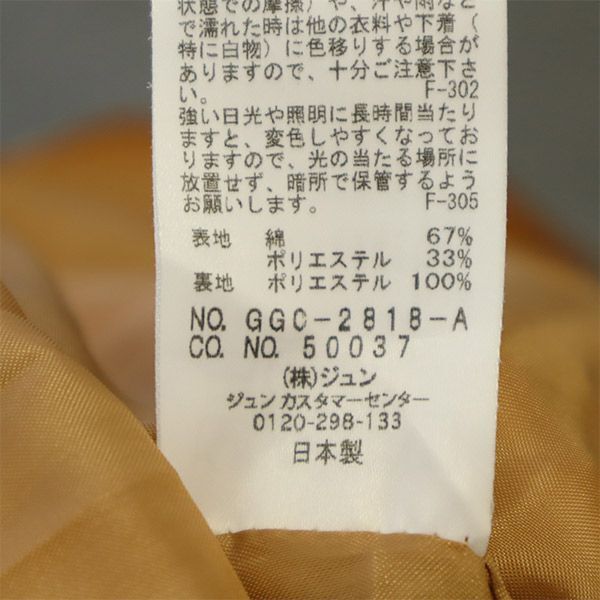 状態での摩擦）や、汗や雨など
で濡れた時は他の衣料や下着（
特に白物）に色移りする場合が
ありますので、十分ご注意下さ
い。 F-302
強い日光や照明に長時間当たり
ますと、変色しやすくなってお
りますので、光の当たる場所に
放置せず、暗所で保管するよう
お願いします。 F-305
表地 綿 67%
ポリエステル 33%
裏地 ポリエステル 100%
NO. GGC-2818-A
CO. NO. 50037
(株)ジュン
ジュン カスタマーセンター
0120-298-133
日本製